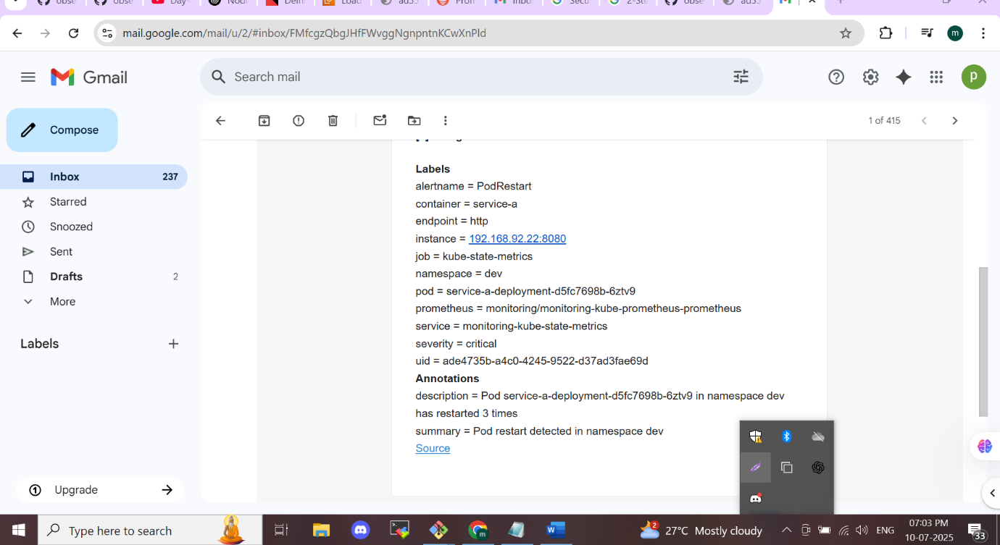 mail.google.com/mail/u/2/#inbox/FMfcgzQbgJHfFWvggNgnpntnKCwXnPld
m
Gmail
Search mail
p
Compose
1 of 415
Inbox 237
Starred
Snoozed
Sent
Drafts 2
More
Labels
Upgrade
Labels
alertname = PodRestart
container = service-a
endpoint = http
instance = 192.168.92.22:8080
job = kube-state-metrics
namespace = dev
pod = service-a-deployment-d5fc7698b-6ztv9
prometheus = monitoring/monitoring-kube-prometheus-prometheus
service = monitoring-kube-state-metrics
severity = critical
uid = ade4735b-a4c0-4245-9522-d37ad3fae69d
Annotations
description = Pod service-a-deployment-d5fc7698b-6ztv9 in namespace dev
has restarted 3 times
summary = Pod restart detected in namespace dev
Source
Type here to search
2
27°C Mostly cloudy
ENG
07:03 PM
10-07-2025
33